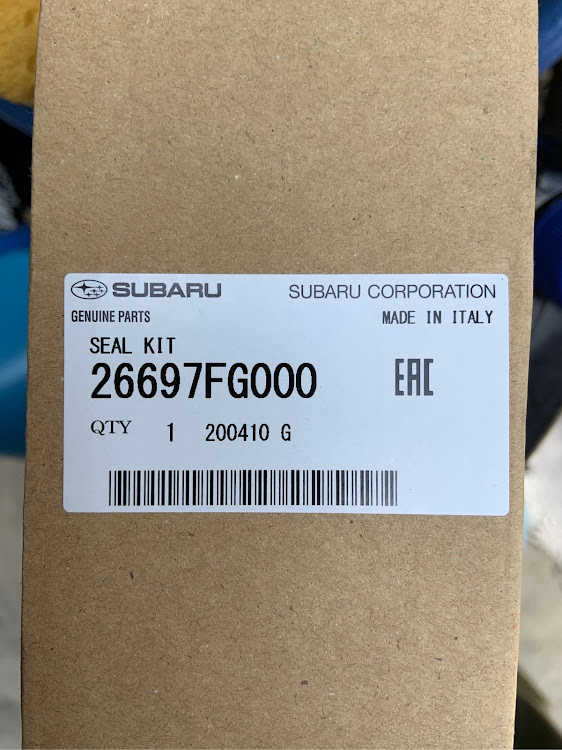 SUBARU SUBARU CORPORATION
GENUINE PARTS MADE IN ITALY
SEAL KIT
26697FG000 EAC
QTY 1 200410 G